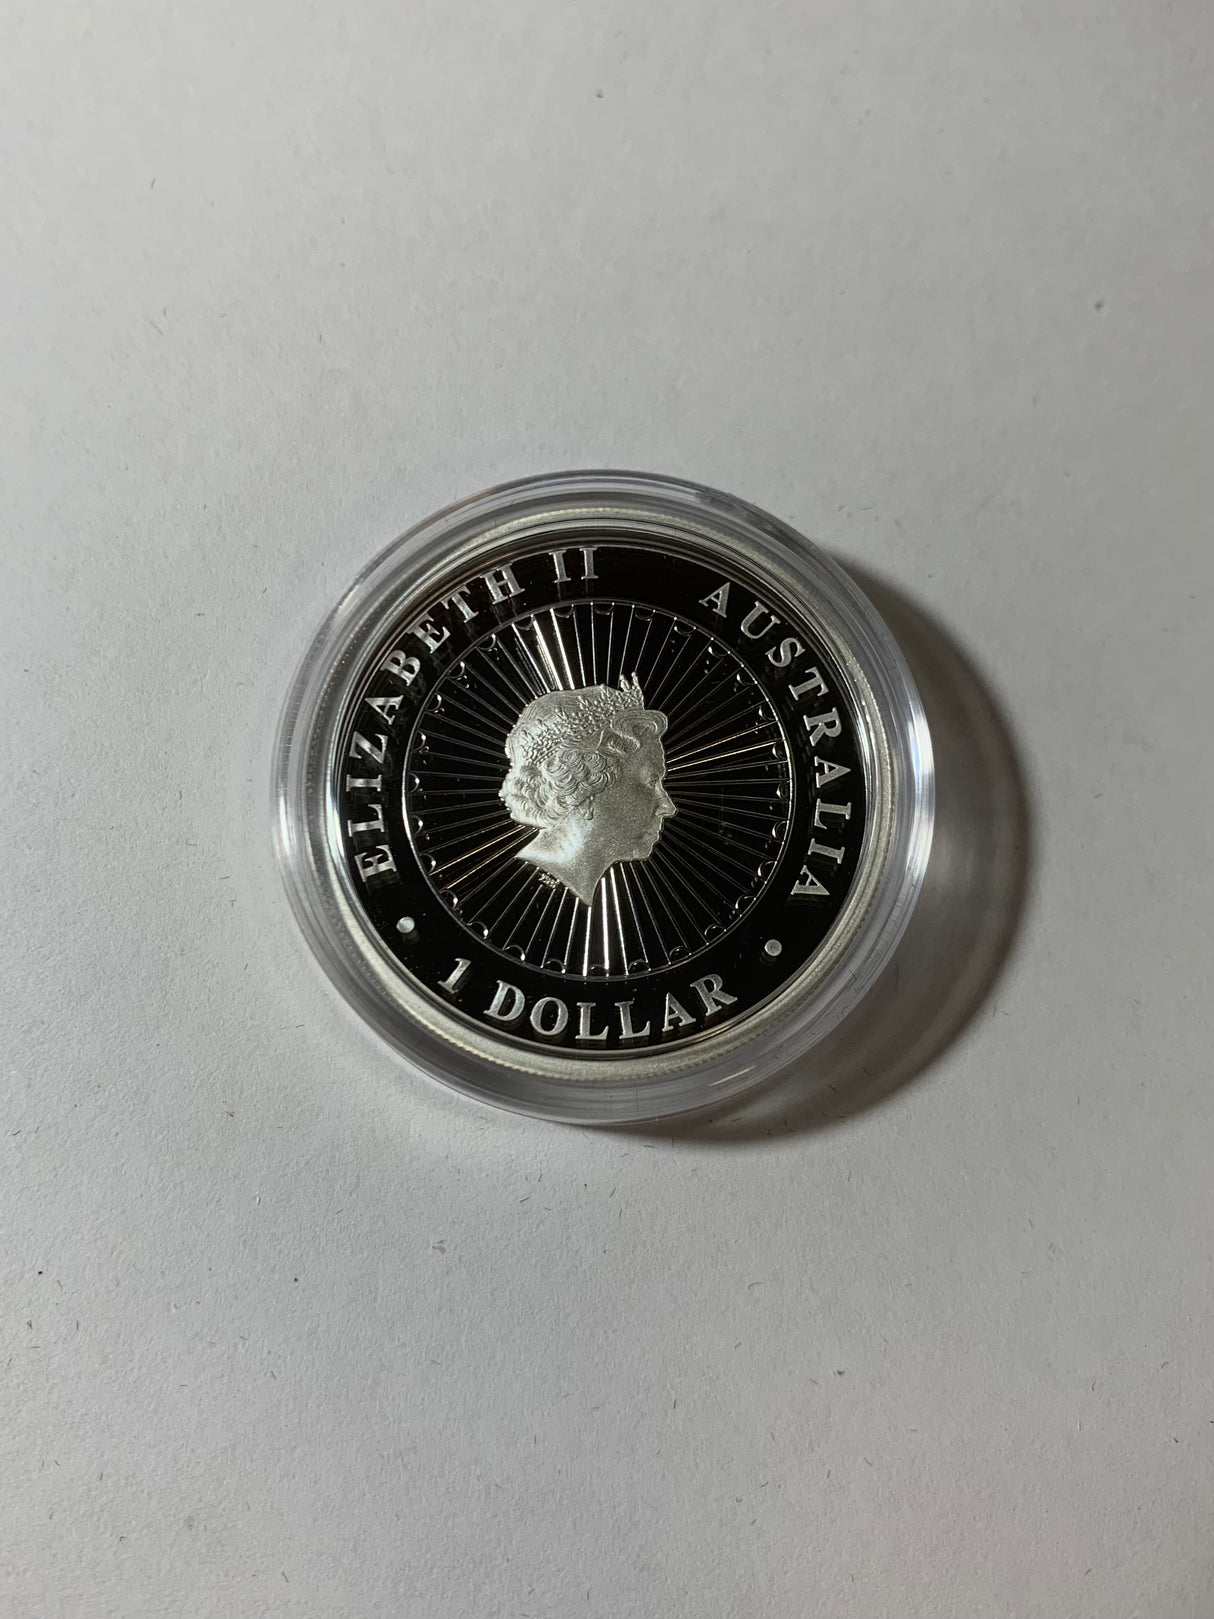 ELIZABETH II AUSTRALIA
• 1 DOLLAR •